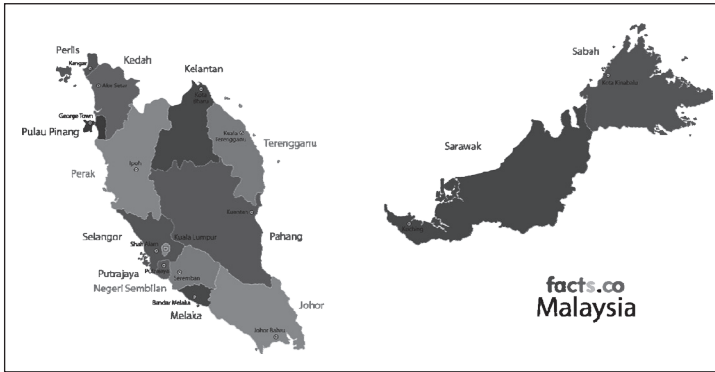 Perlis
Kangar
Kedah
Alor Setar
Kelantan
Kota Bharu
George Town
Pulau Pinang
Kuala Terengganu
Terengganu
Perak
Ipoh
Kuantan
Pahang
Selangor
Shah Alam
Kuala Lumpur
Putrajaya
Putrajaya
Negeri Sembilan
Seremban
Bandar Melaka
Melaka
Johor
Johor Bahru
Sabah
Kota Kinabalu
Sarawak
Kuching
facts.co
Malaysia